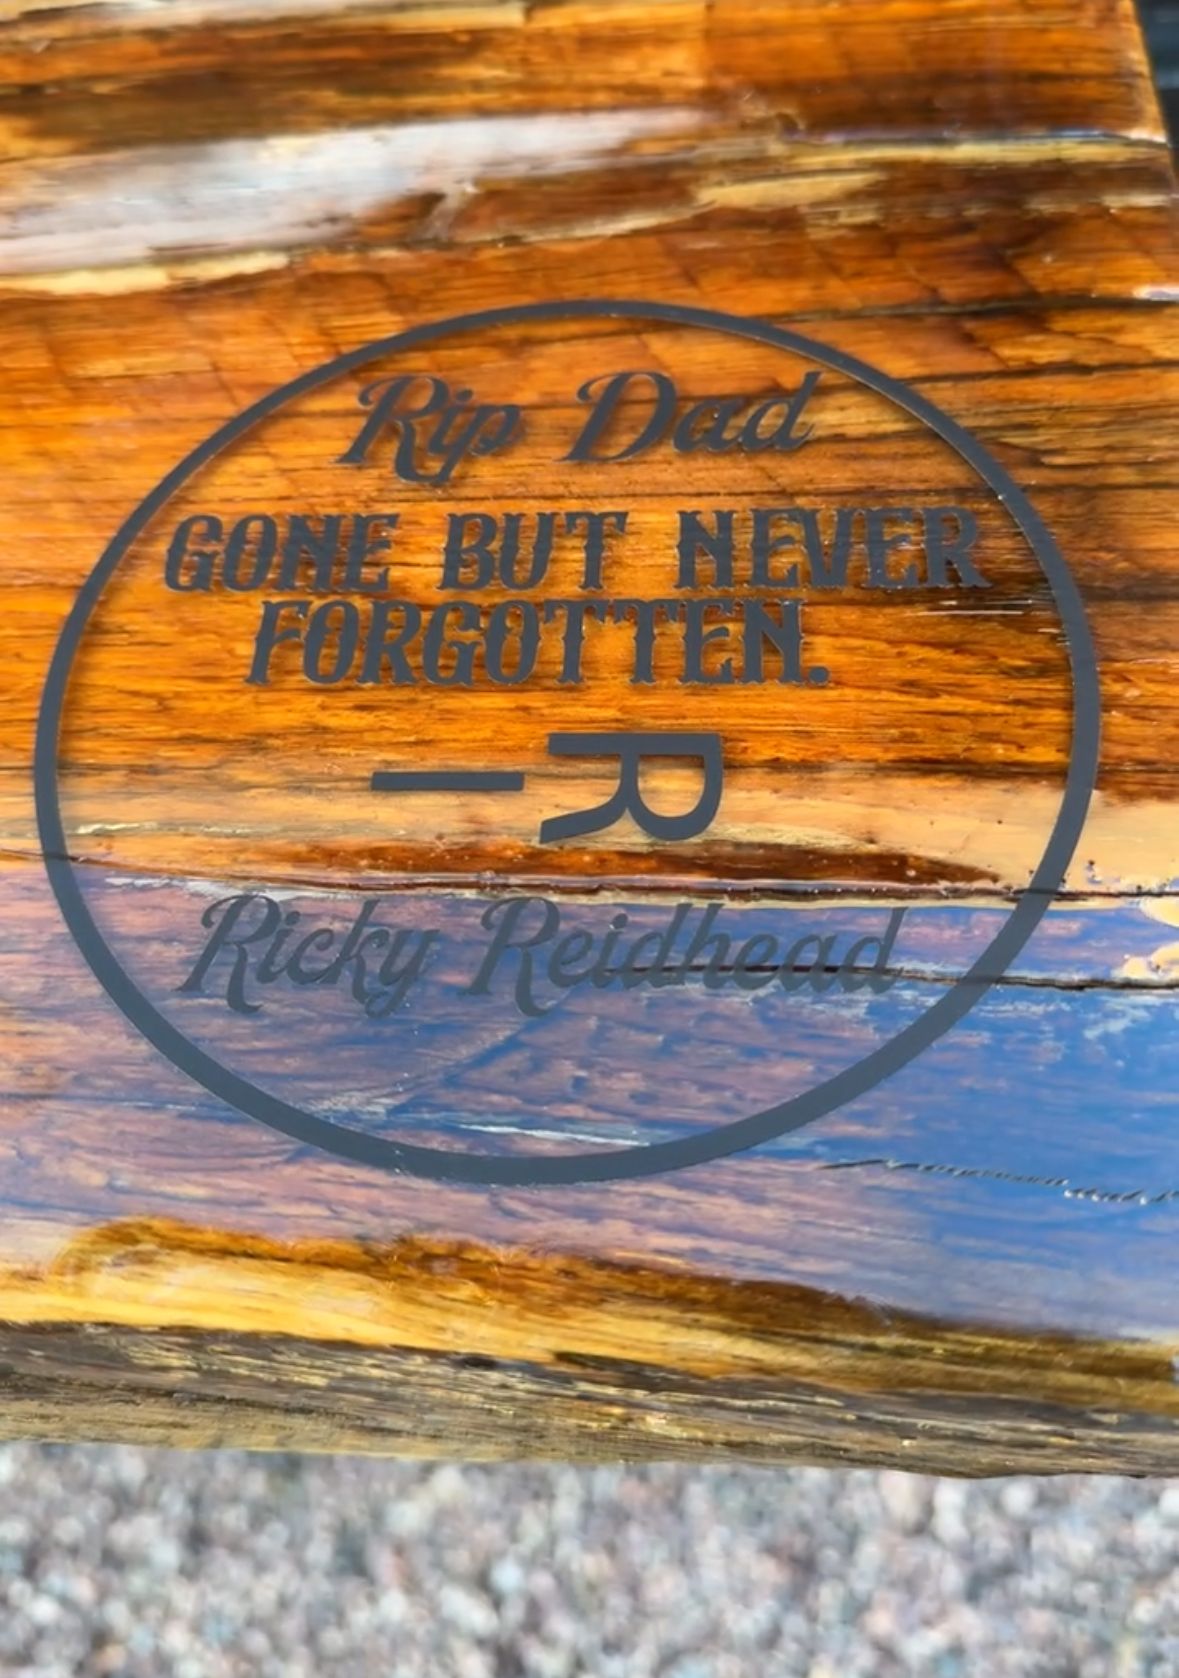 Rip Dad
GONE BUT NEVER
FORGOTTEN.
I R
Ricky Reidhead